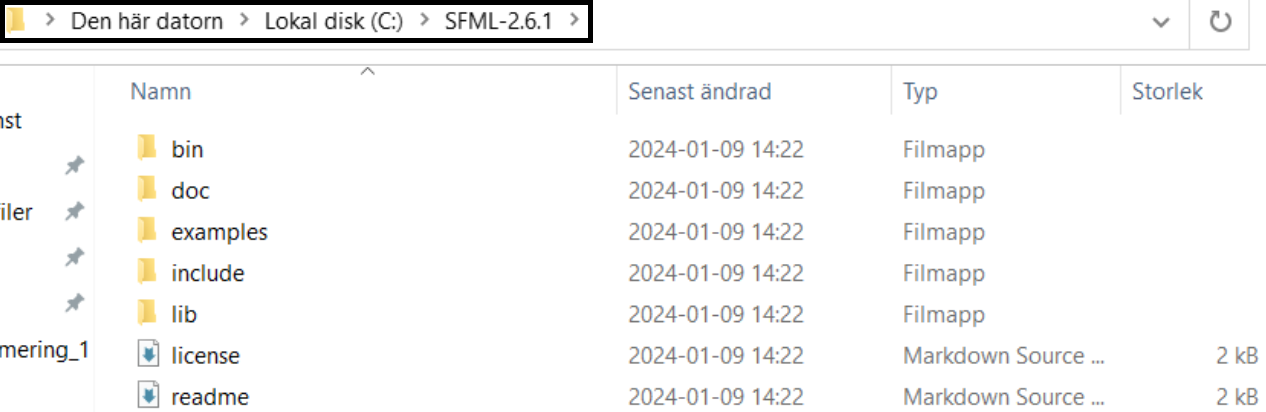 Den här datorn > Lokal disk (C:) > SFML-2.6.1 >
Namn Senast ändrad Typ Storlek
nst
bin 2024-01-09 14:22 Filmapp
doc 2024-01-09 14:22 Filmapp
iler
examples 2024-01-09 14:22 Filmapp
include 2024-01-09 14:22 Filmapp
lib 2024-01-09 14:22 Filmapp
mering_1
license 2024-01-09 14:22 Markdown Source ... 2 kB
readme 2024-01-09 14:22 Markdown Source ... 2 kB